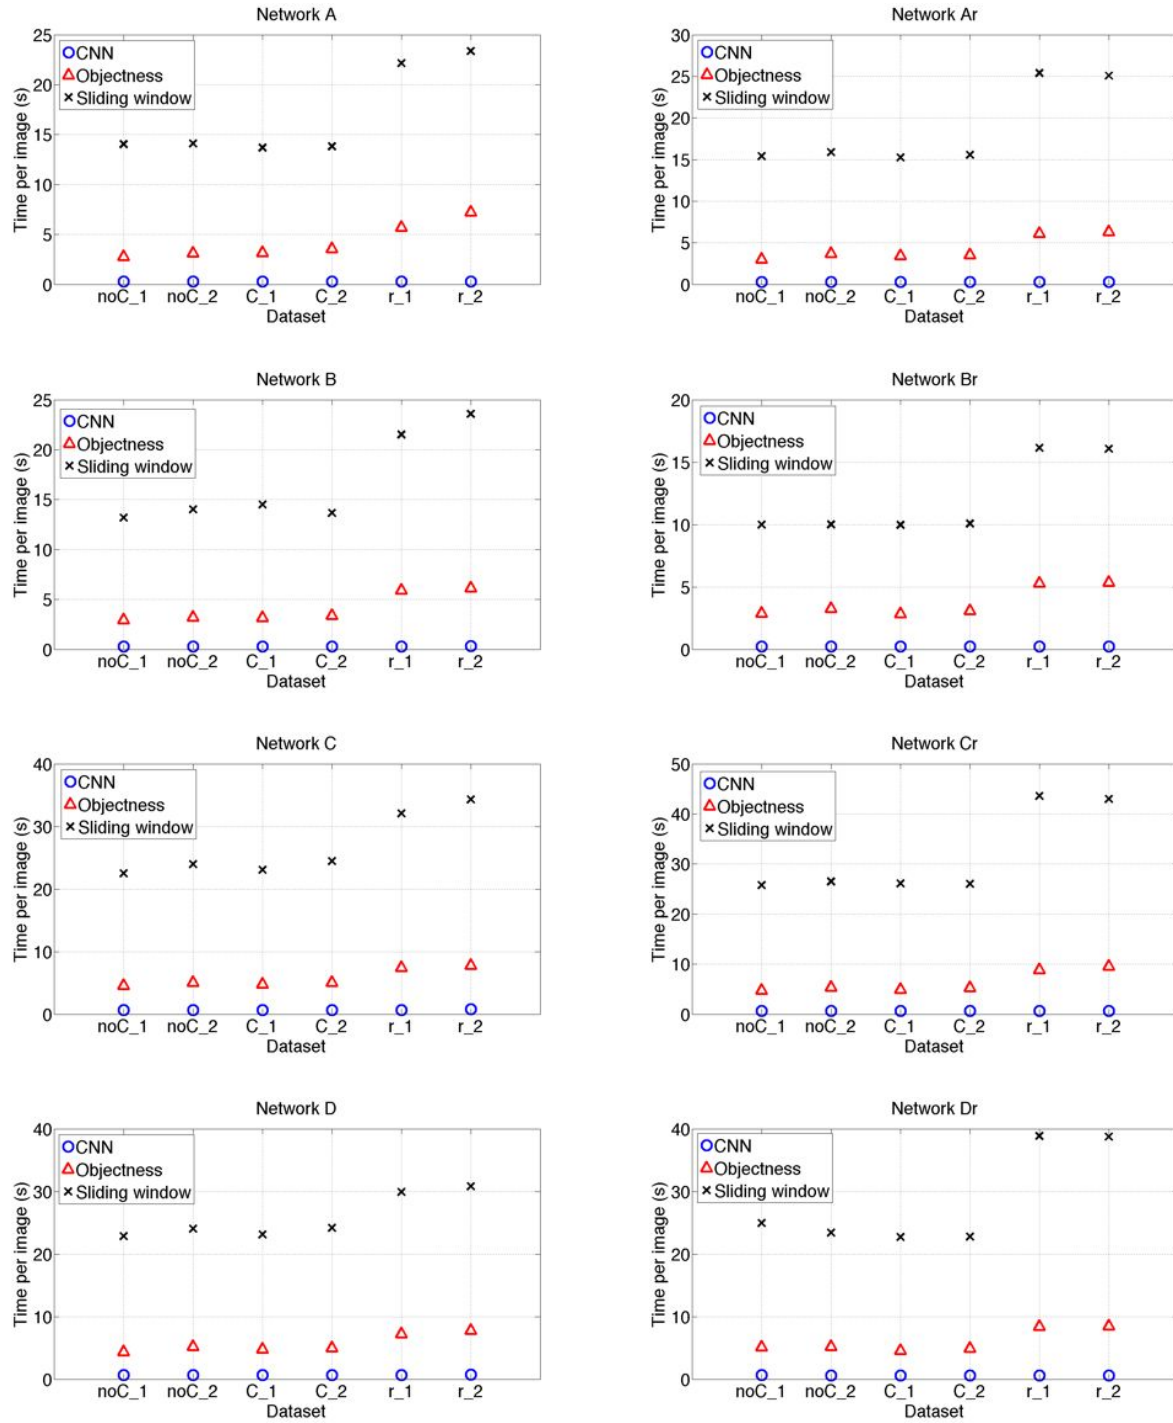 Network A
25
20
15
10
5
0
Time per image (s)
CNN
Objectness
Sliding window
noC_1 noC_2 C_1 C_2 r_1 r_2
Dataset
Network Ar
30
25
20
15
10
5
0
Time per image (s)
CNN
Objectness
Sliding window
noC_1 noC_2 C_1 C_2 r_1 r_2
Dataset
Network B
25
20
15
10
5
0
Time per image (s)
CNN
Objectness
Sliding window
noC_1 noC_2 C_1 C_2 r_1 r_2
Dataset
Network Br
20
15
10
5
0
Time per image (s)
CNN
Objectness
Sliding window
noC_1 noC_2 C_1 C_2 r_1 r_2
Dataset
Network C
40
30
20
10
0
Time per image (s)
CNN
Objectness
Sliding window
noC_1 noC_2 C_1 C_2 r_1 r_2
Dataset
Network Cr
50
40
30
20
10
0
Time per image (s)
CNN
Objectness
Sliding window
noC_1 noC_2 C_1 C_2 r_1 r_2
Dataset
Network D
40
30
20
10
0
Time per image (s)
CNN
Objectness
Sliding window
noC_1 noC_2 C_1 C_2 r_1 r_2
Dataset
Network Dr
40
30
20
10
0
Time per image (s)
CNN
Objectness
Sliding window
noC_1 noC_2 C_1 C_2 r_1 r_2
Dataset